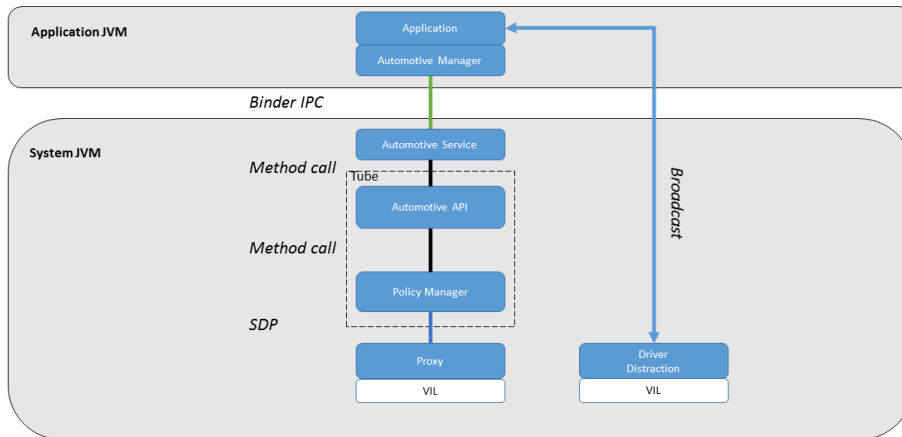 Application JVM
Application
Automotive Manager
Binder IPC
System JVM
Automotive Service
Method call
Tube
Automotive API
Broadcast
Method call
Policy Manager
SDP
Proxy
VIL
Driver
Distraction
VIL